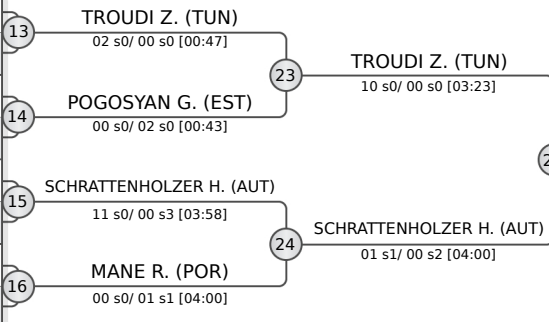 TROUDI Z. (TUN)
13
02 s0/ 00 s0 [00:47]
23
TROUDI Z. (TUN)
10 s0/ 00 s0 [03:23]
POGOSYAN G. (EST)
14
00 s0/ 02 s0 [00:43]
SCHRATTENHOLZER H. (AUT)
15
11 s0/ 00 s3 [03:58]
24
SCHRATTENHOLZER H. (AUT)
01 s1/ 00 s2 [04:00]
MANE R. (POR)
16
00 s0/ 01 s1 [04:00]